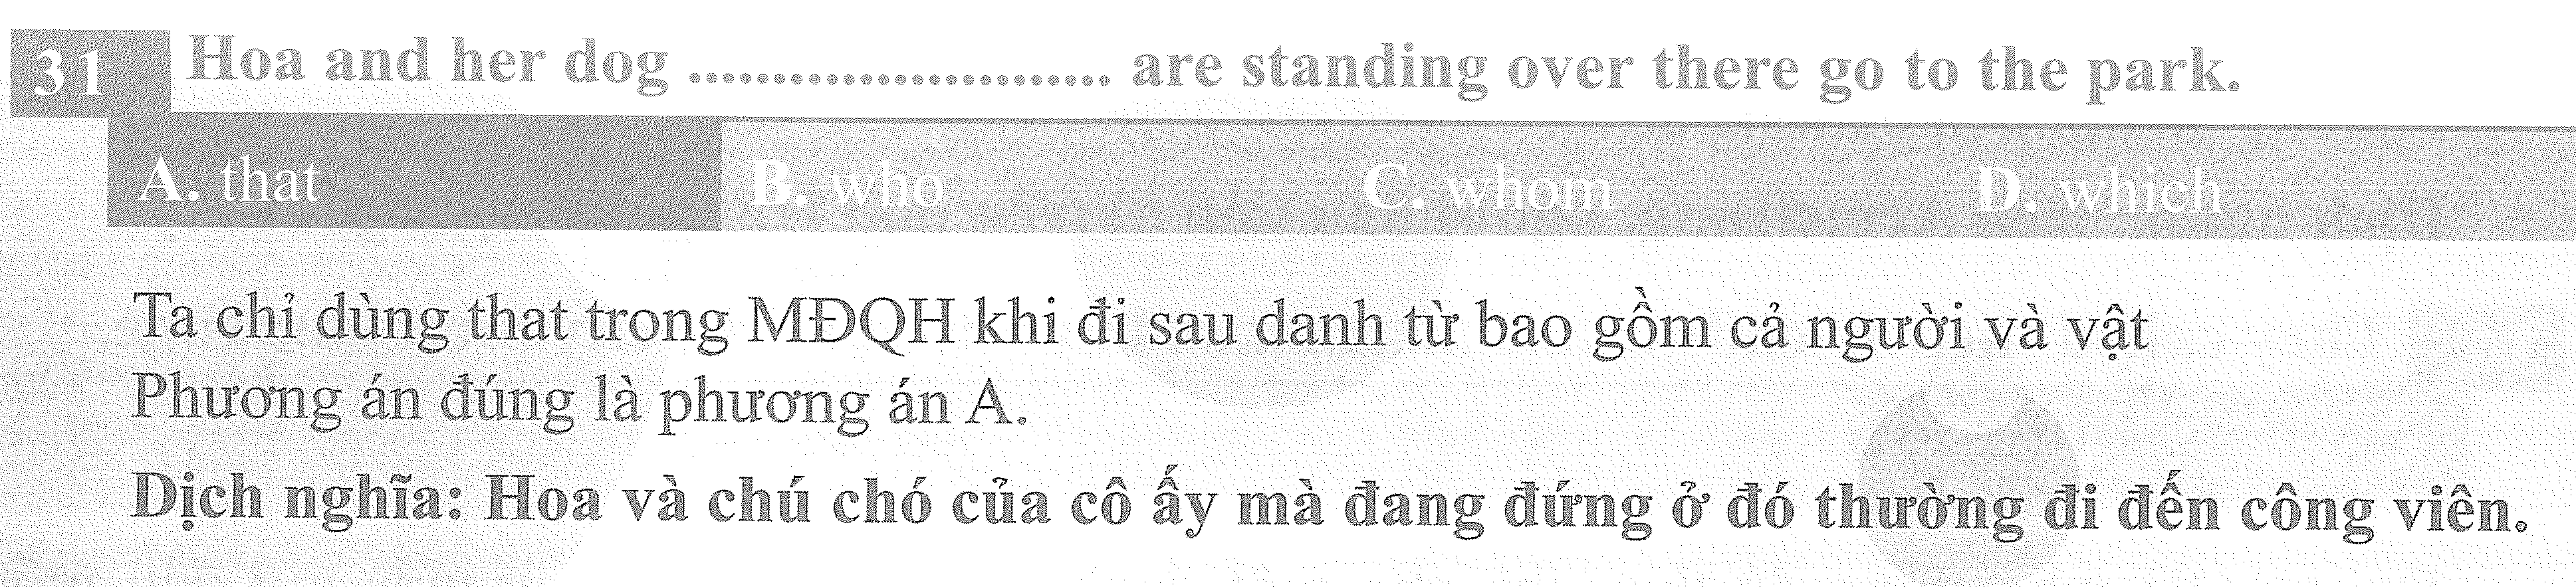 31 Hoa and her dog ........................ are standing over there go to the park.
A. that B. who C. whom D. which
Ta chỉ dùng that trong MĐQH khi đi sau danh từ bao gồm cả người và vật
Phương án đúng là phương án A.
Dịch nghĩa: Hoa và chú chó của cô ấy mà đang đứng ở đó thường đi đến công viên.